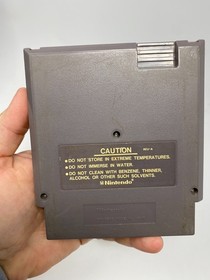 CAUTION
• DO NOT STORE IN EXTREME TEMPERATURES.
• DO NOT IMMERSE IN WATER.
• DO NOT CLEAN WITH BENZENE, THINNER,
ALCOHOL OR OTHER SUCH SOLVENTS.
Nintendo